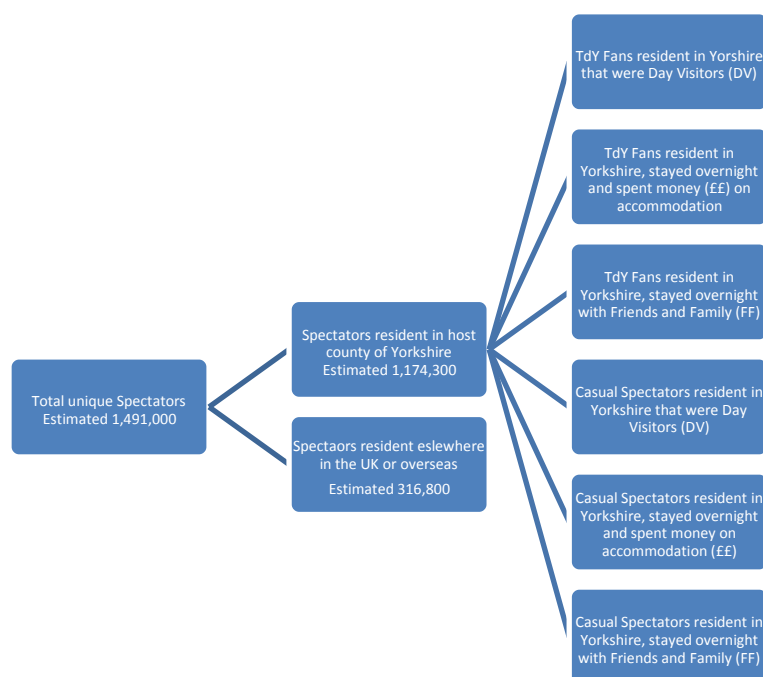 Total unique Spectators
Estimated 1,491,000
Spectators resident in host
county of Yorkshire
Estimated 1,174,300
Spectaors resident eslewhere
in the UK or overseas
Estimated 316,800
TdY Fans resident in Yorshire
that were Day Visitors (DV)
TdY Fans resident in
Yorkshire, stayed overnight
and spent money (££) on
accommodation
TdY Fans resident in
Yorkshire, stayed overnight
with Friends and Family (FF)
Casual Spectators resident in
Yorkshire that were Day
Visitors (DV)
Casual Spectators resident in
Yorkshire, stayed overnight
and spent money on
accommodation (££)
Casual Spectators resident in
Yorkshire, stayed overnight
with Friends and Family (FF)